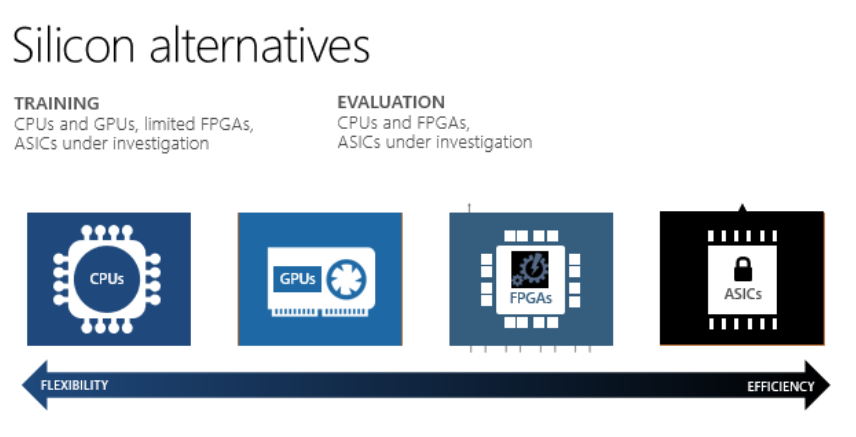 Silicon alternatives
TRAINING
CPUs and GPUs, limited FPGAs,
ASICs under investigation
EVALUATION
CPUs and FPGAs,
ASICs under investigation
CPUs
GPUs
FPGAs
ASICs
FLEXIBILITY
EFFICIENCY